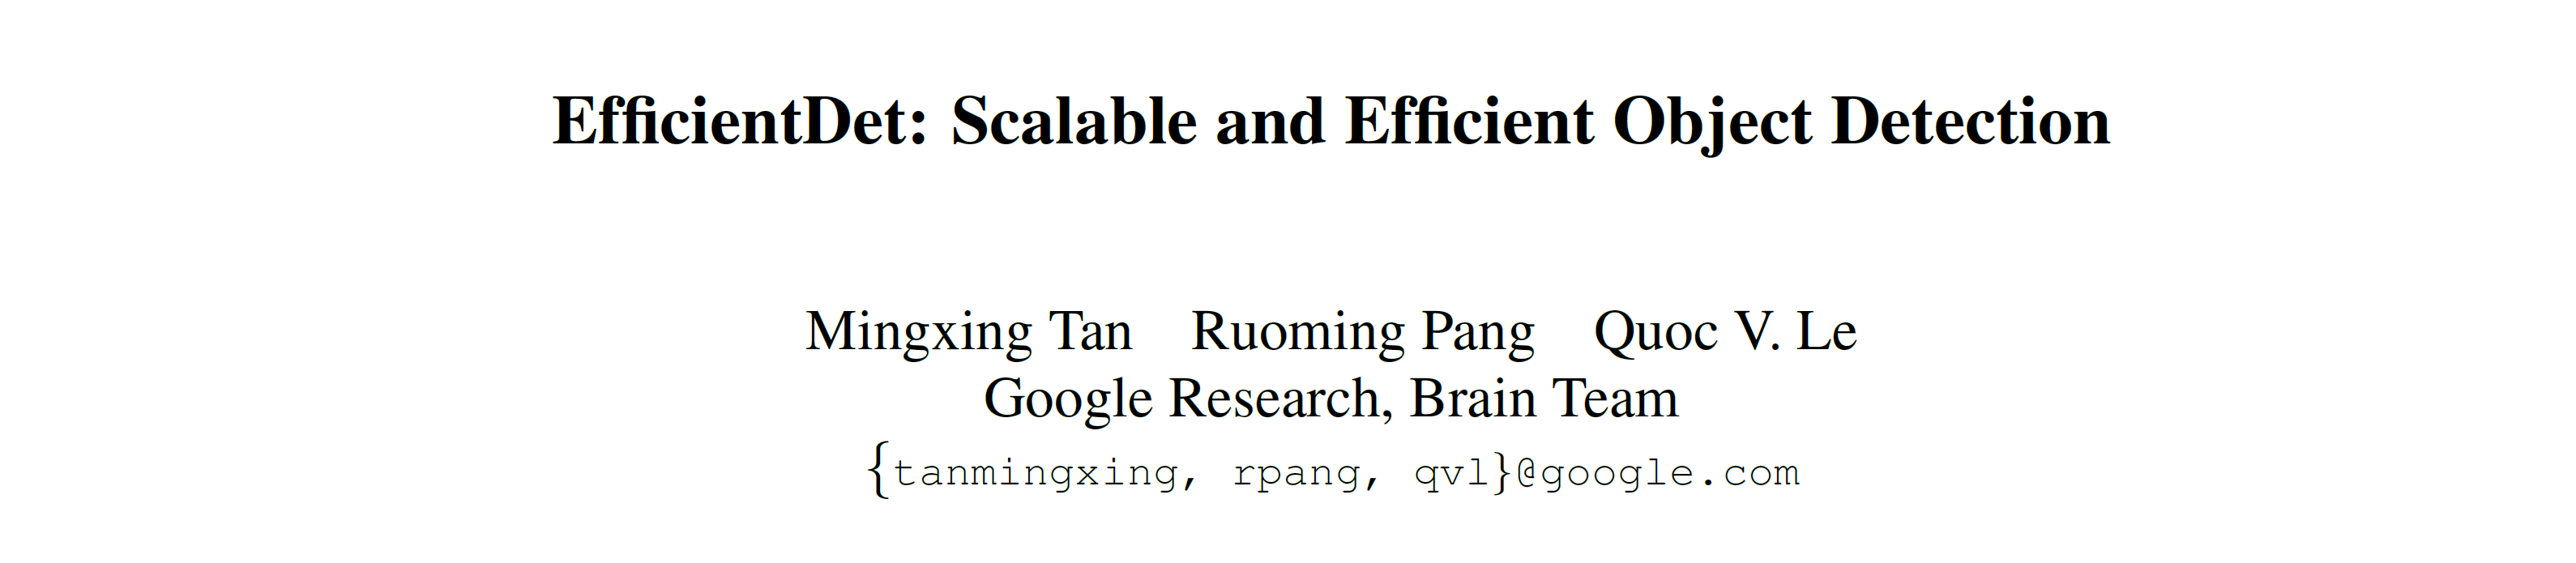 EfficientDet: Scalable and Efficient Object Detection
Mingxing Tan Ruoming Pang Quoc V. Le
Google Research, Brain Team
{tanmingxing, rpang, qvl}@google.com